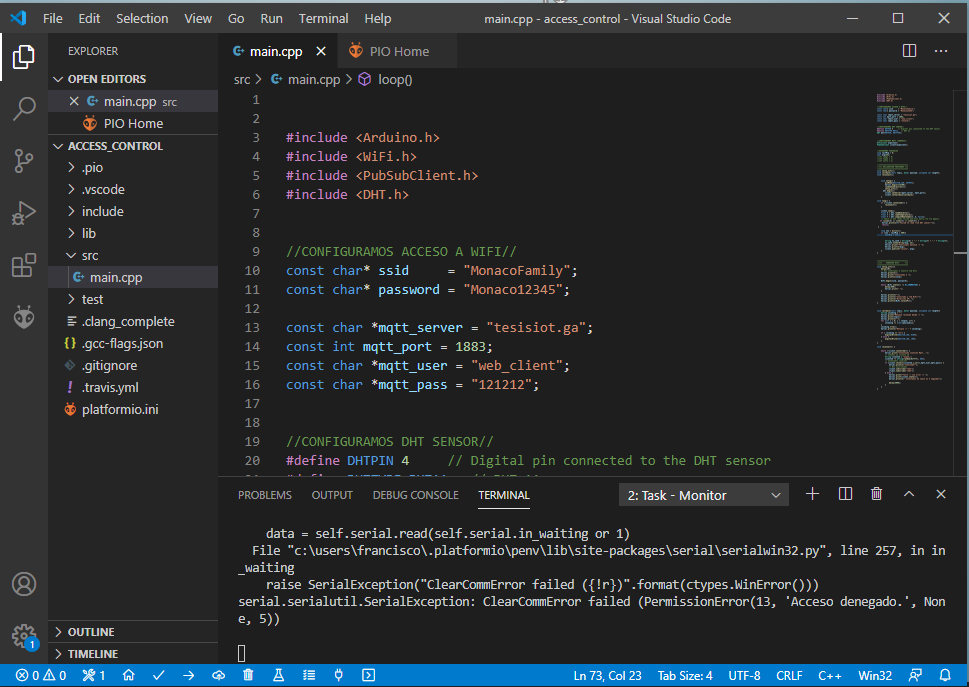 File Edit Selection View Go Run Terminal Help main.cpp - access_control - Visual Studio Code
EXPLORER
OPEN EDITORS
main.cpp src
PIO Home
ACCESS_CONTROL
.pio
.vscode
include
lib
src
main.cpp
test
.clang_complete
{} .gcc-flags.json
.gitignore
! .travis.yml
platformio.ini
OUTLINE
TIMELINE
main.cpp PIO Home
src > main.cpp > loop()
1
2
3 #include <Arduino.h>
4 #include <WiFi.h>
5 #include <PubSubClient.h>
6 #include <DHT.h>
7
8
9 //CONFIGURAMOS ACCESO A WIFI//
10 const char* ssid     = "MonacoFamily";
11 const char* password = "Monaco12345";
12
13 const char *mqtt_server = "tesisiot.ga";
14 const int mqtt_port = 1883;
15 const char *mqtt_user = "web_client";
16 const char *mqtt_pass = "121212";
17
18
19 //CONFIGURAMOS DHT SENSOR//
20 #define DHTPIN 4     // Digital pin connected to the DHT sensor
PROBLEMS OUTPUT DEBUG CONSOLE TERMINAL 2: Task - Monitor
data = self.serial.read(self.serial.in_waiting or 1)
File "c:\users\francisco\.platformio\penv\lib\site-packages\serial\serialwin32.py", line 257, in in
_waiting
raise SerialException("ClearCommError failed ({!r})".format(ctypes.WinError()))
serial.serialutil.SerialException: ClearCommError failed (PermissionError(13, 'Acceso denegado.', Non
e, 5))
1
0 0 1 Ln 73, Col 23 Tab Size: 4 UTF-8 CRLF C++ Win32